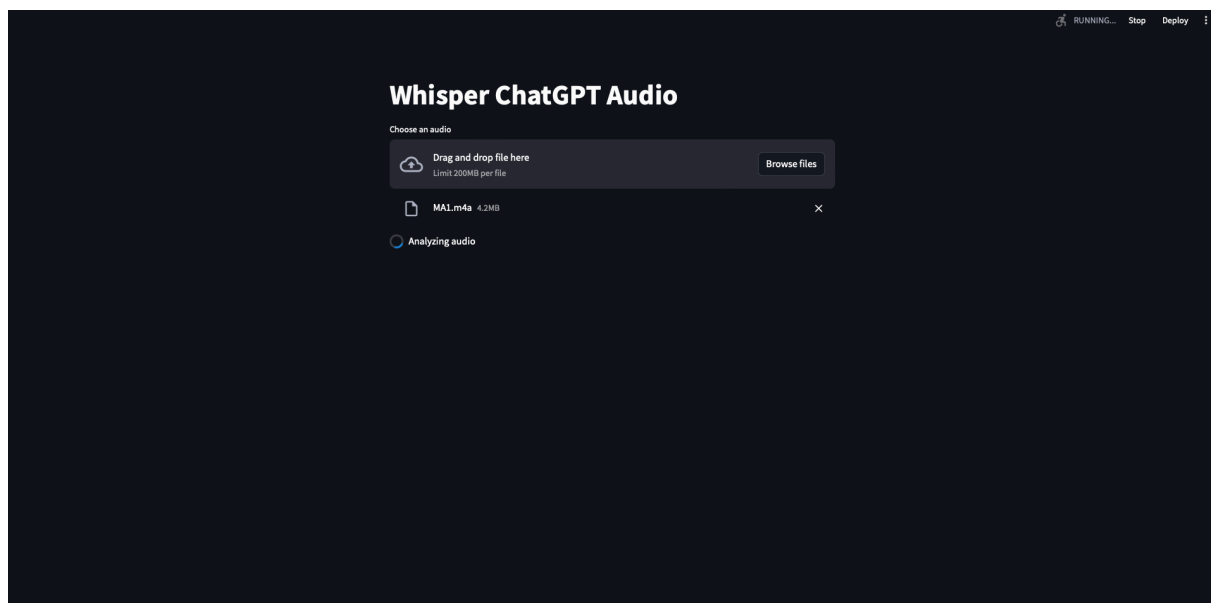 RUNNING... Stop Deploy
Whisper ChatGPT Audio
Choose an audio
Drag and drop file here
Limit 200MB per file
Browse files
MA1.m4a 4.2MB
Analyzing audio